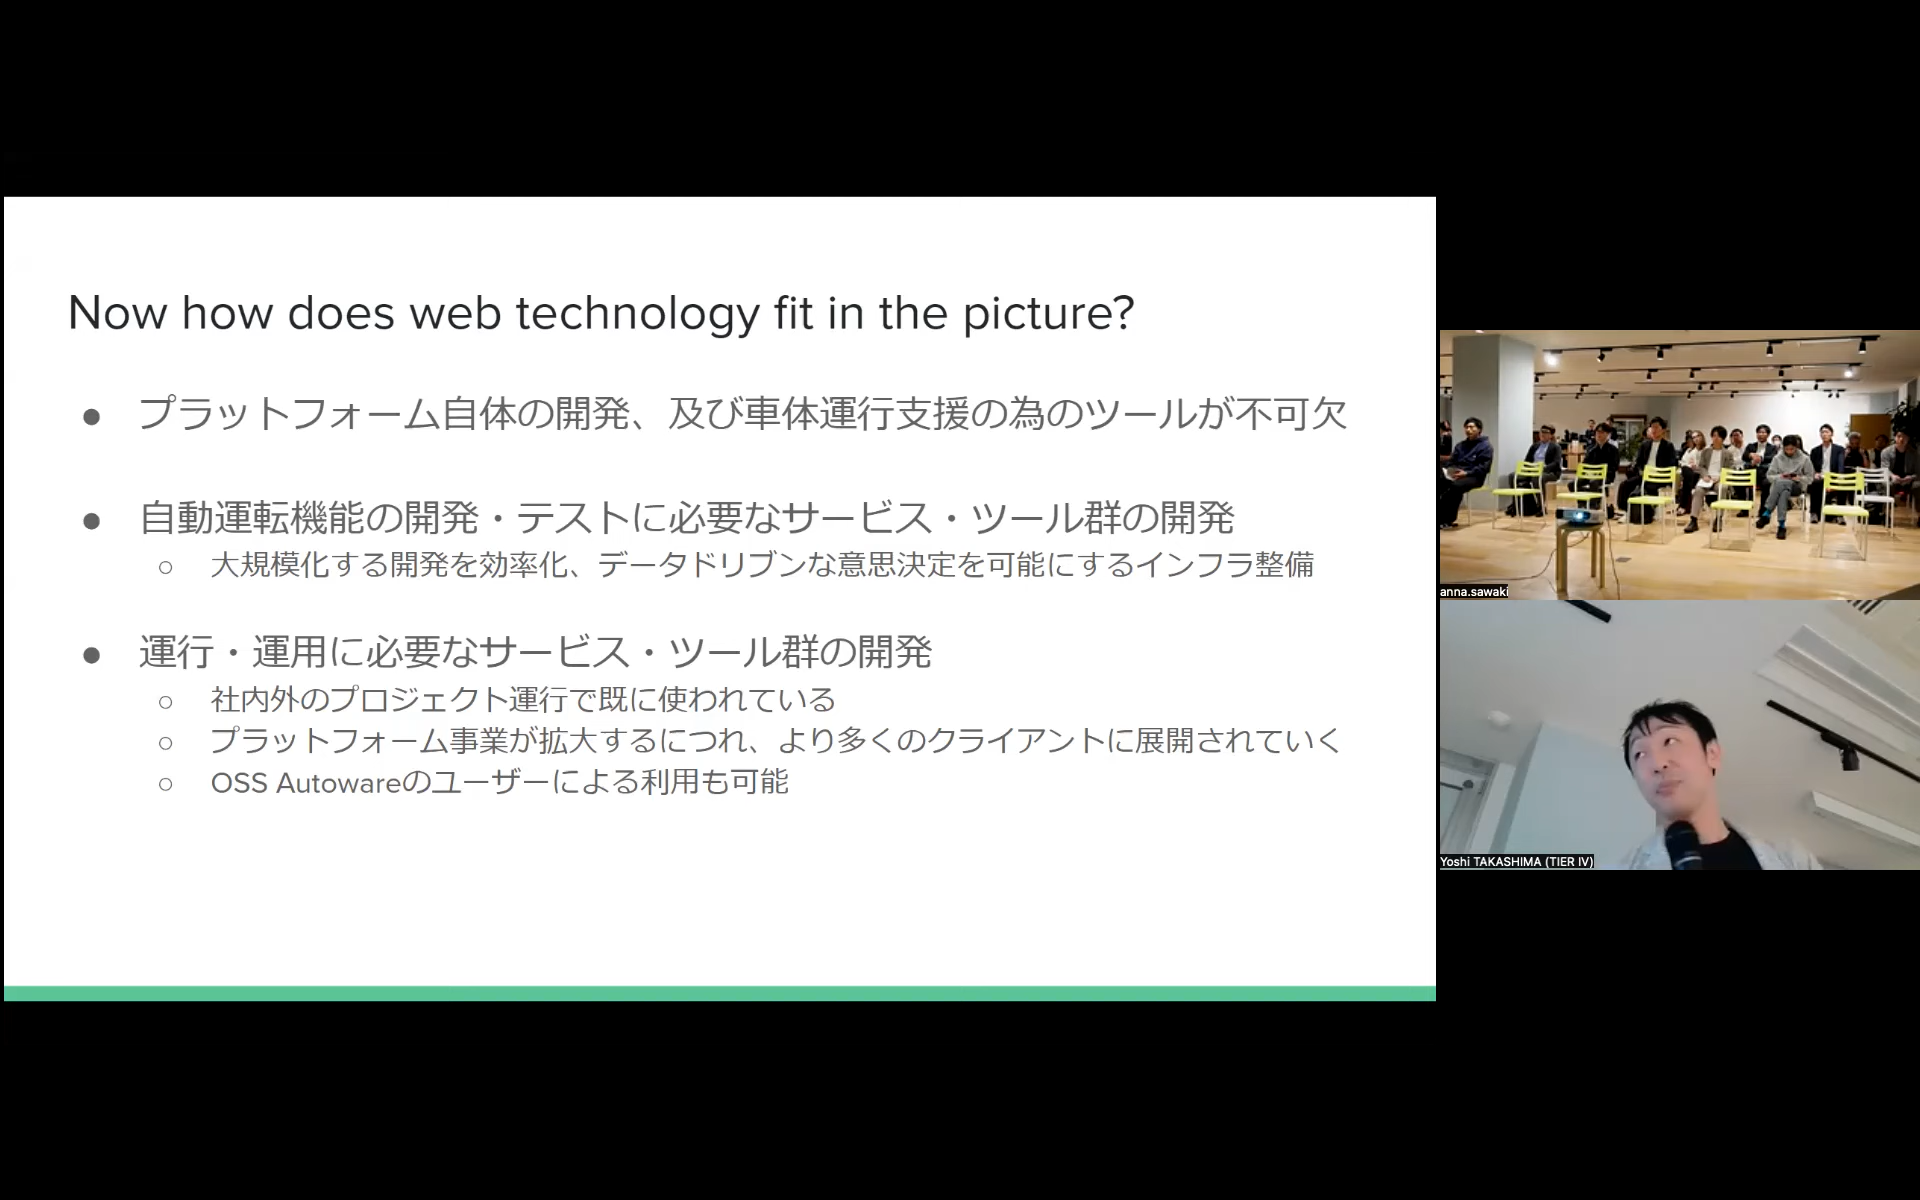 Now how does web technology fit in the picture?
● プラットフォーム自体の開発、及び車体運行支援の為のツールが不可欠
● 自動運転機能の開発・テストに必要なサービス・ツール群の開発
○ 大規模化する開発を効率化、データドリブンな意思決定を可能にするインフラ整備
● 運行・運用に必要なサービス・ツール群の開発
○ 社内外のプロジェクト運行で既に使われている
○ プラットフォーム事業が拡大するにつれ、より多くのクライアントに展開されていく
○ OSS Autowareのユーザーによる利用も可能
anna.sawaki
Yoshi TAKASHIMA (TIER IV)